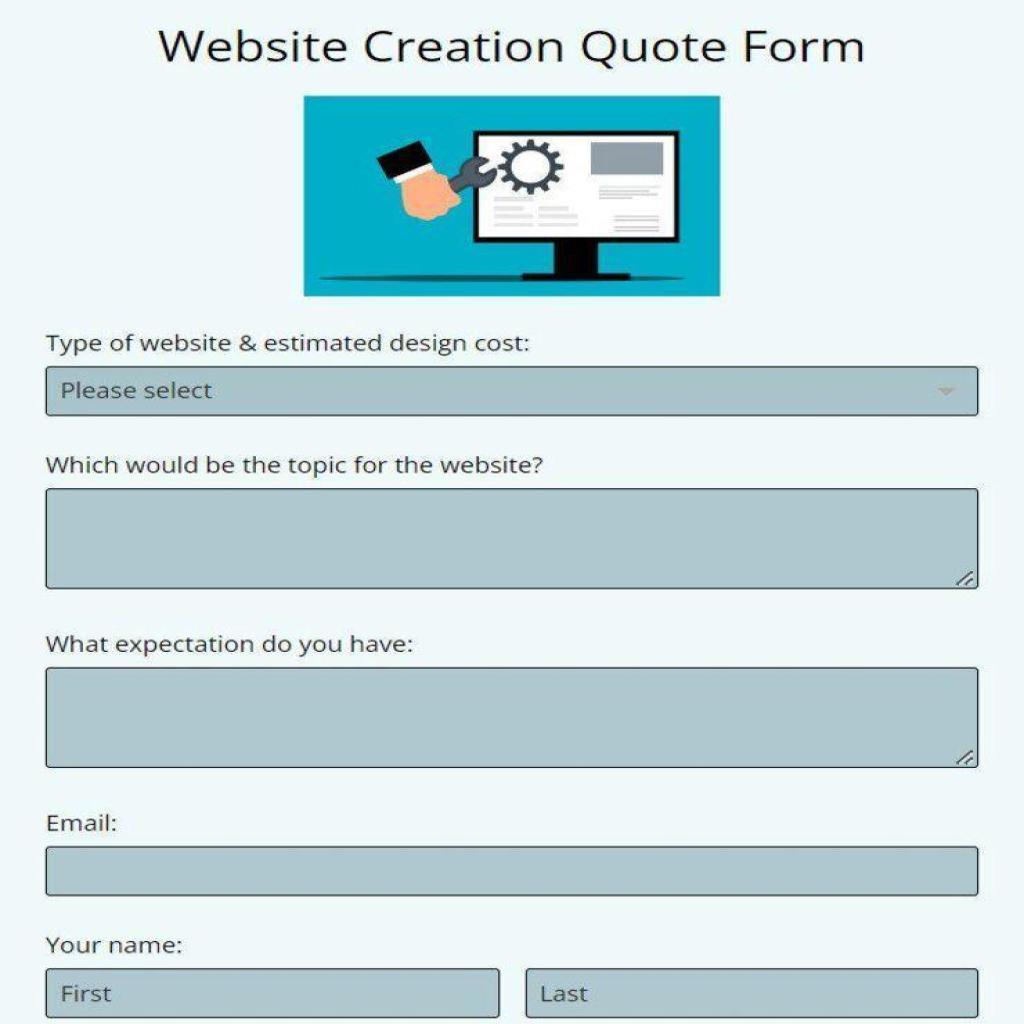 Website Creation Quote Form
Type of website & estimated design cost:
Please select
Which would be the topic for the website?
What expectation do you have:
Email:
Your name:
First
Last